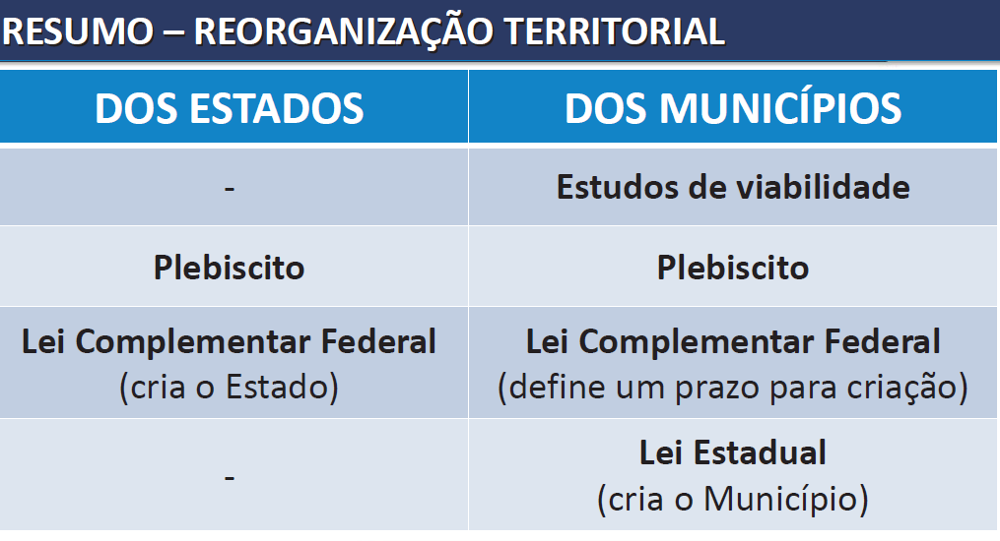 RESUMO – REORGANIZAÇÃO TERRITORIAL
DOS ESTADOS
DOS MUNICÍPIOS
-
Estudos de viabilidade
Plebiscito
Plebiscito
Lei Complementar Federal
(cria o Estado)
Lei Complementar Federal
(define um prazo para criação)
-
Lei Estadual
(cria o Município)